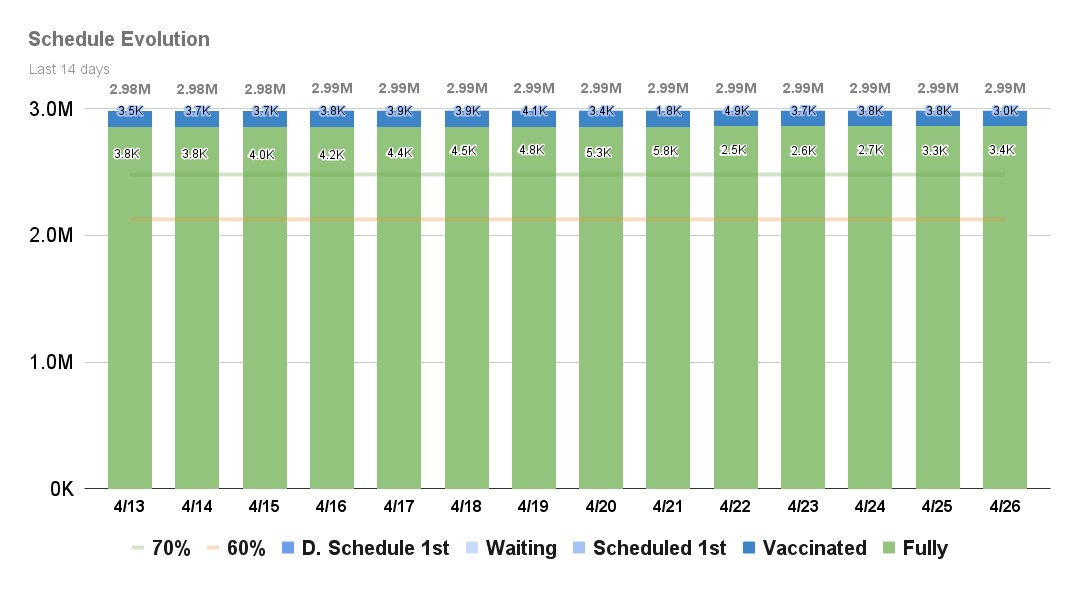 Schedule Evolution
Last 14 days
2.98M 2.98M 2.98M 2.99M 2.99M 2.99M 2.99M 2.99M 2.99M 2.99M 2.99M 2.99M 2.99M 2.99M
3.0M
3.5K 3.7K 3.7K 3.8K 3.9K 3.9K 4.1K 3.4K 1.8K 4.9K 3.7K 3.8K 3.8K 3.0K
3.8K 3.8K 4.0K 4.2K 4.4K 4.5K 4.8K 5.3K 5.8K 2.5K 2.6K 2.7K 3.3K 3.4K
2.0M
1.0M
0K
4/13 4/14 4/15 4/16 4/17 4/18 4/19 4/20 4/21 4/22 4/23 4/24 4/25 4/26
70% 60% D. Schedule 1st Waiting Scheduled 1st Vaccinated Fully